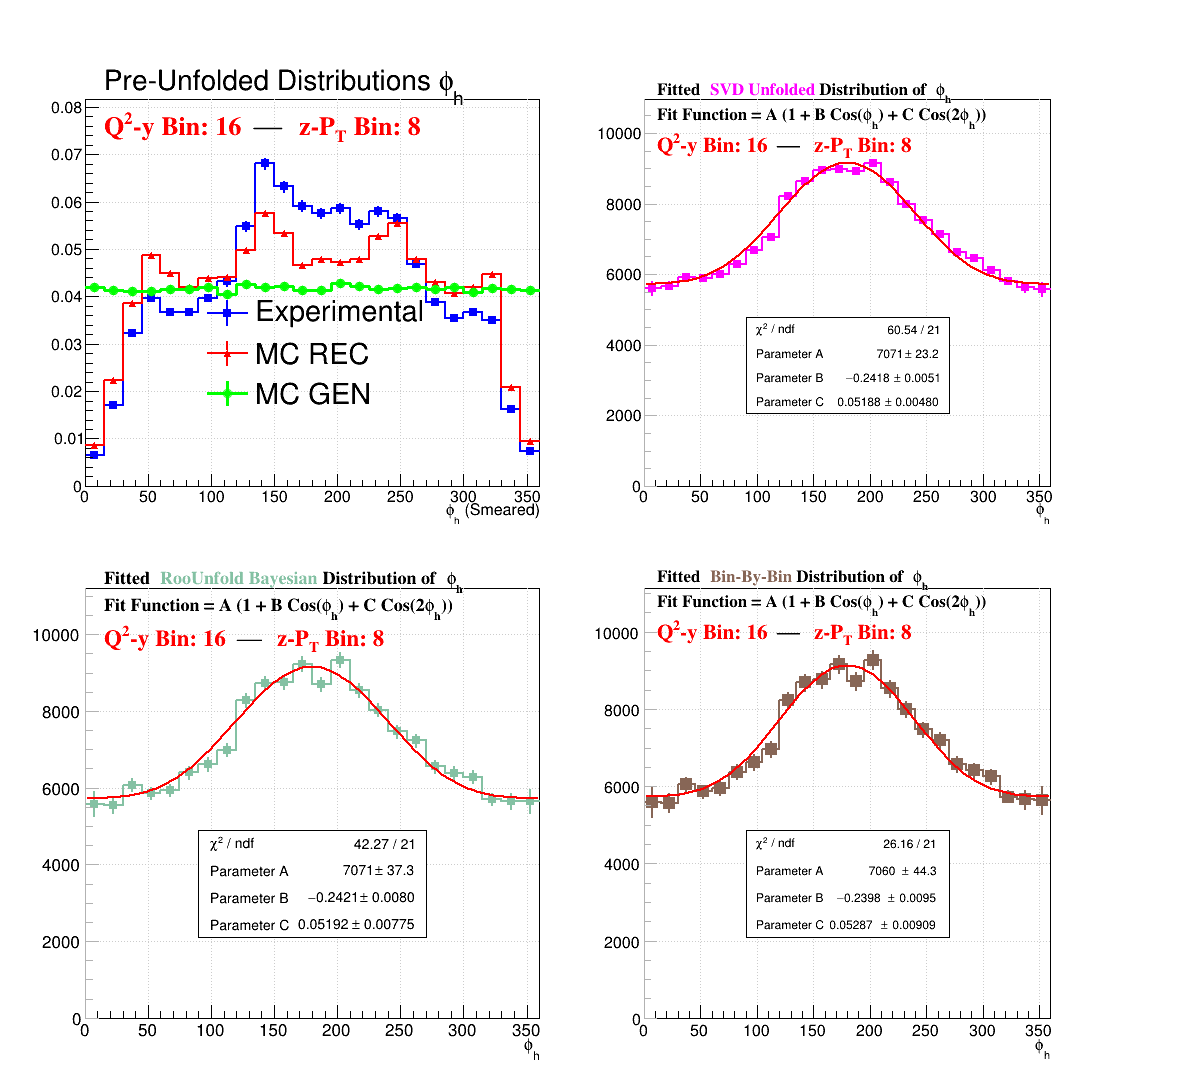 Pre-Unfolded Distributions ϕh
Q²-y Bin: 16 — z-PT Bin: 8
0.08
0.07
0.06
0.05
0.04
0.03
0.02
0.01
0
Experimental
MC REC
MC GEN
0 50 100 150 200 250 300 350
ϕh (Smeared)
Fitted SVD Unfolded Distribution of ϕh
Fit Function = A (1 + B Cos(ϕh) + C Cos(2ϕh))
Q²-y Bin: 16 — z-PT Bin: 8
10000
8000
6000
4000
2000
0
χ² / ndf 60.54 / 21
Parameter A 7071 ± 23.2
Parameter B −0.2418 ± 0.0051
Parameter C 0.05188 ± 0.00480
0 50 100 150 200 250 300 350
ϕh
Fitted RooUnfold Bayesian Distribution of ϕh
Fit Function = A (1 + B Cos(ϕh) + C Cos(2ϕh))
Q²-y Bin: 16 — z-PT Bin: 8
10000
8000
6000
4000
2000
0
χ² / ndf 42.27 / 21
Parameter A 7071 ± 37.3
Parameter B −0.2421 ± 0.0080
Parameter C 0.05192 ± 0.00775
0 50 100 150 200 250 300 350
ϕh
Fitted Bin-By-Bin Distribution of ϕh
Fit Function = A (1 + B Cos(ϕh) + C Cos(2ϕh))
Q²-y Bin: 16 — z-PT Bin: 8
10000
8000
6000
4000
2000
0
χ² / ndf 26.16 / 21
Parameter A 7060 ± 44.3
Parameter B −0.2398 ± 0.0095
Parameter C 0.05287 ± 0.00909
0 50 100 150 200 250 300 350
ϕh